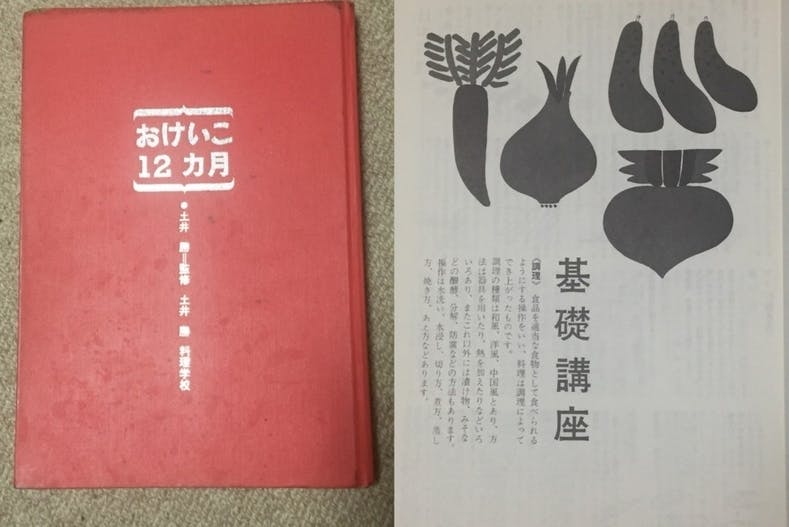 おけいこ
12カ月
●土井 勝=監修 土井 勝 料理学校
基礎講座
《調理》 食品を適当な食物として食べられる
ようにする操作をいい、料理は調理によって
でき上がったものです。
調理の種類は和風、洋風、中国風とあり、方
法は器具を用いたり、熱を加えたりなどいろ
いろあり、またこれ以外には漬け物、みそな
どの醗酵、分解、防腐などの方法もあります。
操作は水洗い、水浸し、切り方、煮方、蒸し
方、焼き方、あえ方などあります。